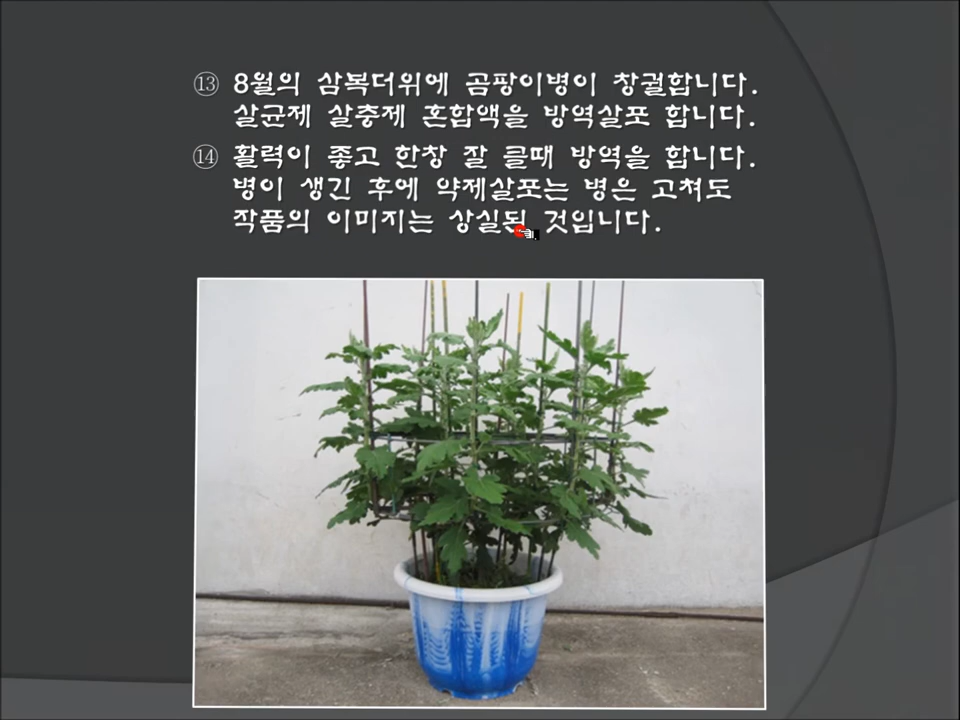 ⑬ 8월의 삼복더위에 곰팡이병이 창궐합니다.
살균제 살충제 혼합액을 방역살포 합니다.
⑭ 활력이 좋고 한창 잘 클때 방역을 합니다.
병이 생긴 후에 약제살포는 병은 고쳐도
작품의 이미지는 상실된 것입니다.